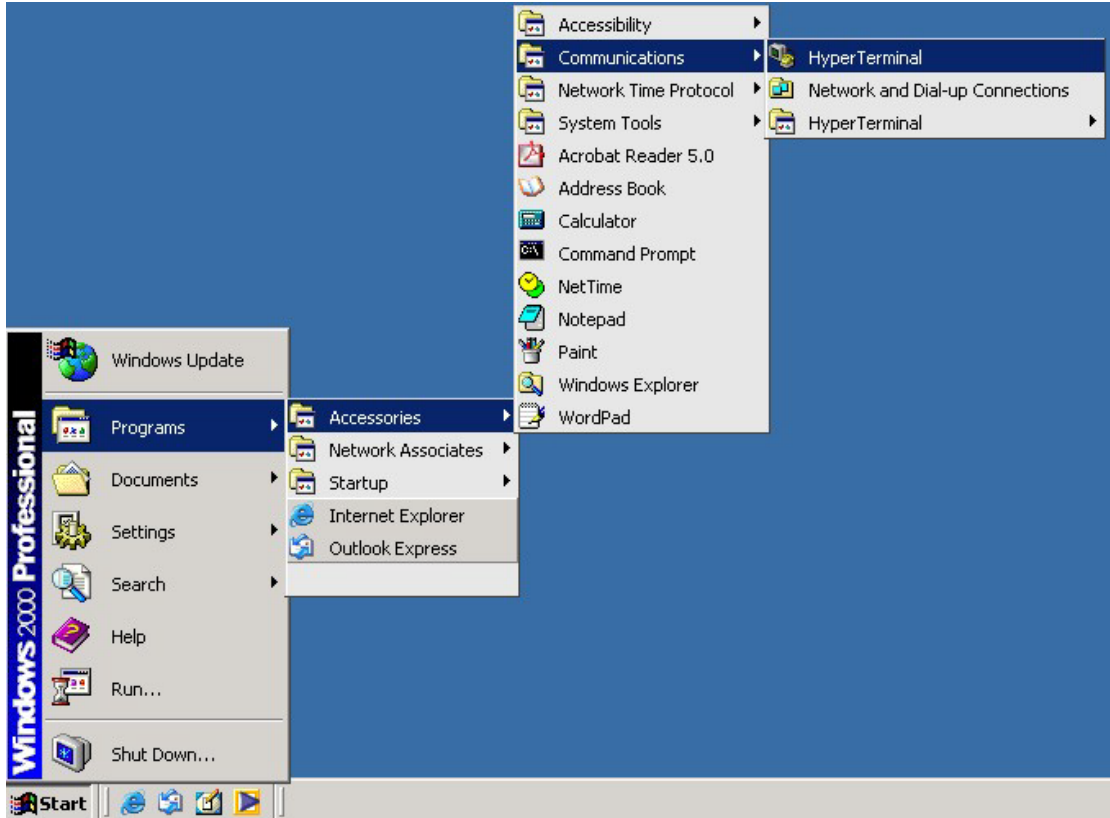 Accessibility
Communications
Network Time Protocol
System Tools
Acrobat Reader 5.0
Address Book
Calculator
Command Prompt
NetTime
Notepad
Paint
Windows Explorer
WordPad
HyperTerminal
Network and Dial-up Connections
HyperTerminal
Windows Update
Programs
Documents
Settings
Search
Help
Run...
Shut Down...
Accessories
Network Associates
Startup
Internet Explorer
Outlook Express
Windows 2000 Professional
Start